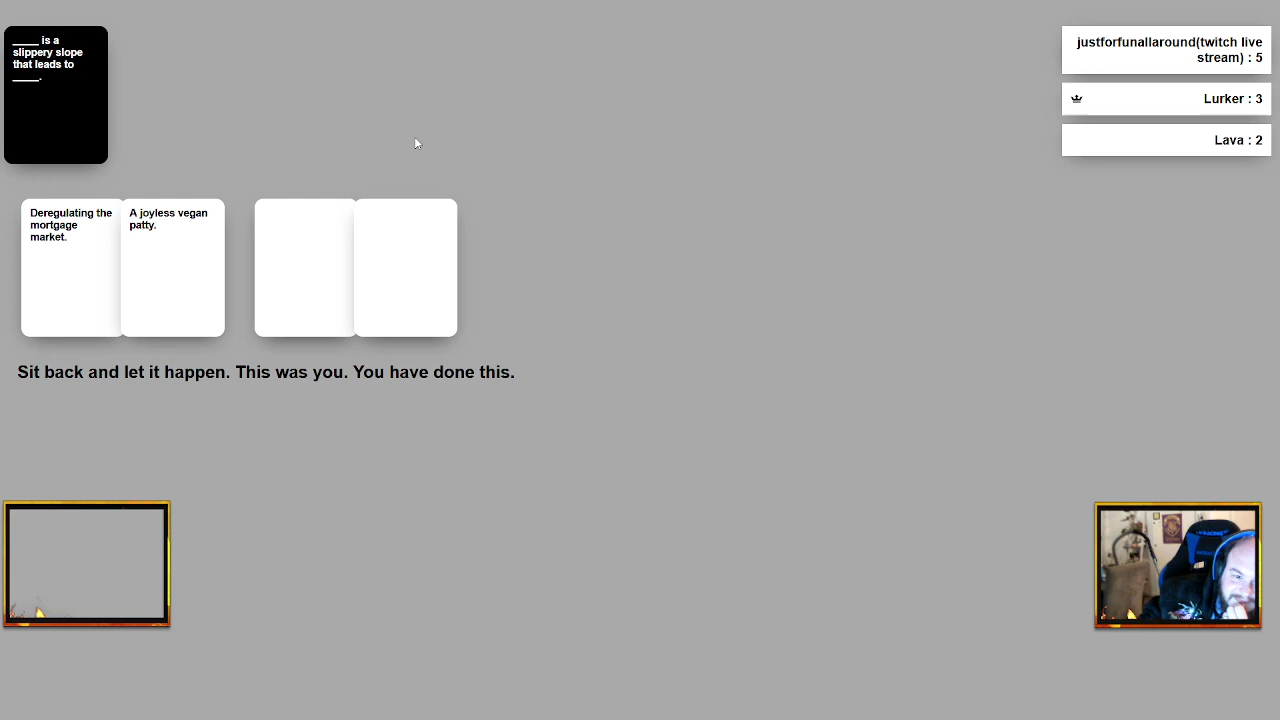 _____ is a
slippery slope
that leads to
_____.
justforfunallaround(twitch live
stream) : 5
Lurker : 3
Lava : 2
Deregulating the
mortgage
market.
A joyless vegan
patty.
Sit back and let it happen. This was you. You have done this.